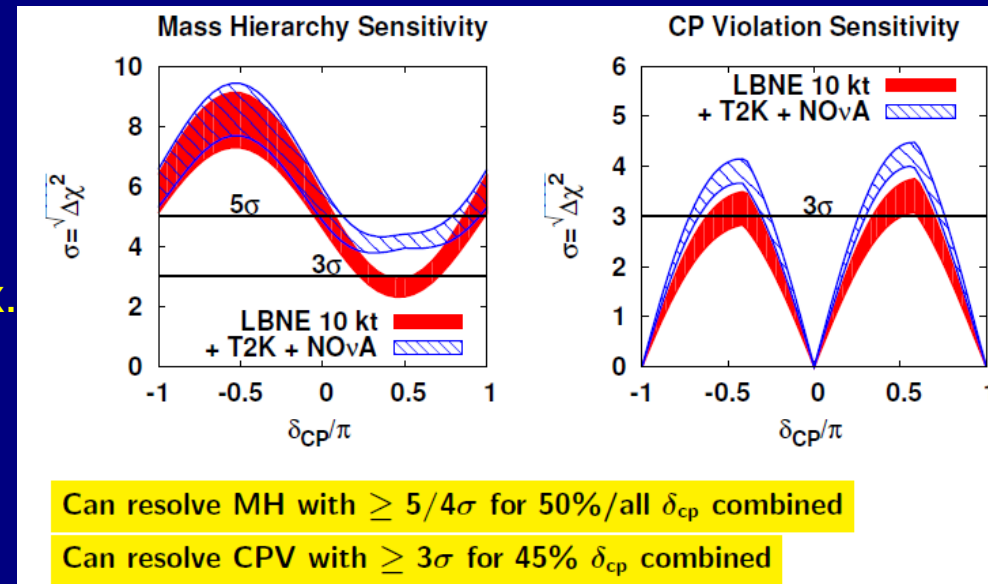 Mass Hierarchy Sensitivity
10
8
6
4
2
0
σ=√Δχ²
5σ
3σ
LBNE 10 kt
+ T2K + NOνA
-1 -0.5 0 0.5 1
δCP/π
CP Violation Sensitivity
6
5
4
3
2
1
0
σ=√Δχ²
LBNE 10 kt
+ T2K + NOνA
3σ
-1 -0.5 0 0.5 1
δCP/π
Can resolve MH with ≥ 5/4σ for 50%/all δcp combined
Can resolve CPV with ≥ 3σ for 45% δcp combined